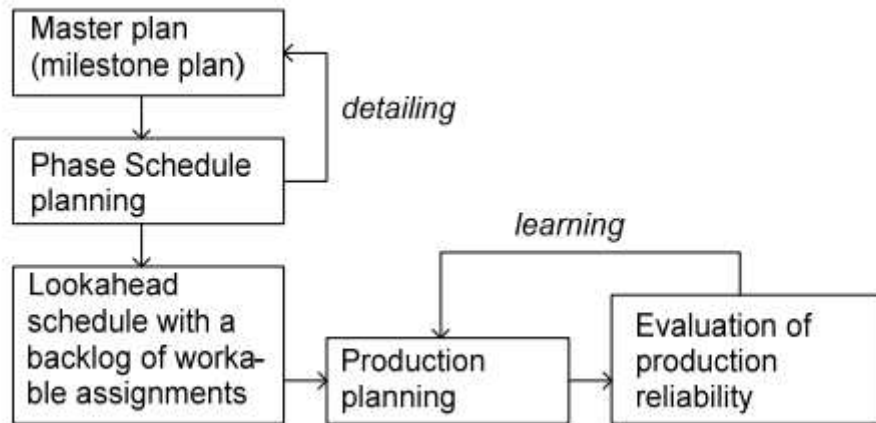 Master plan
(milestone plan)
detailing
Phase Schedule
planning
learning
Lookahead
schedule with a
backlog of worka-
ble assignments
Production
planning
Evaluation of
production
reliability